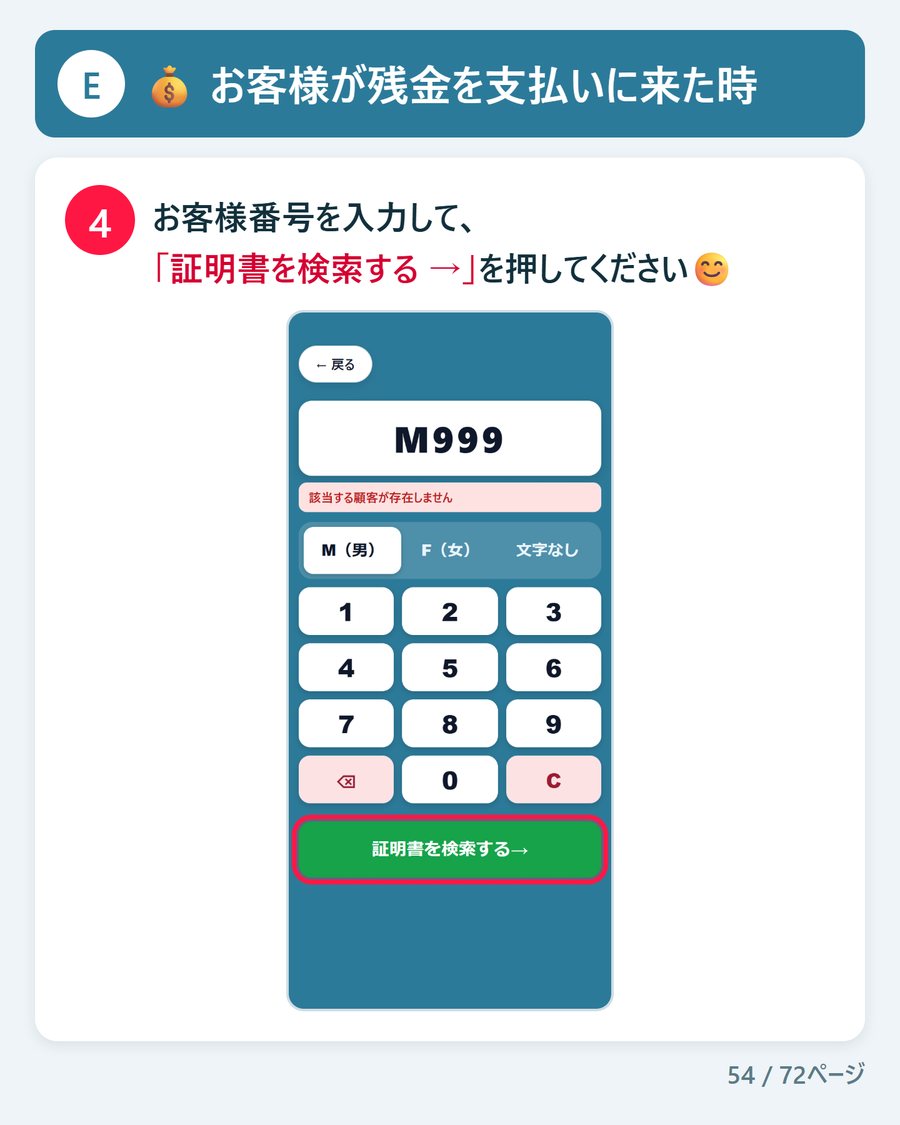 E 💰 お客様が残金を支払いに来た時
4 お客様番号を入力して、
「証明書を検索する →」を押してください😊
← 戻る
M999
該当する顧客が存在しません
M（男） F（女） 文字なし
1 2 3
4 5 6
7 8 9
⌫ 0 C
証明書を検索する→
54 / 72ページ